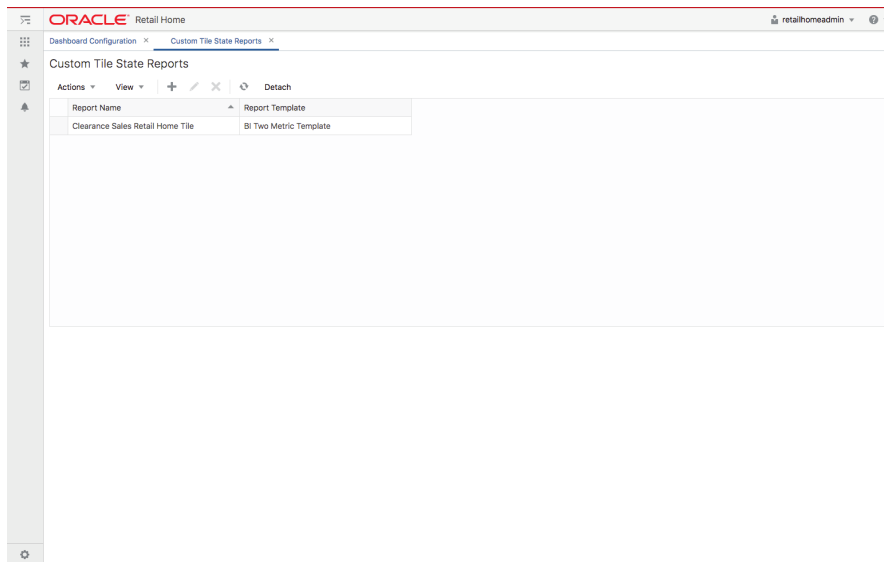 ORACLE® Retail Home
retailhomeadmin
Dashboard Configuration × Custom Tile State Reports ×
Custom Tile State Reports
Actions View Detach
Report Name Report Template
Clearance Sales Retail Home Tile BI Two Metric Template